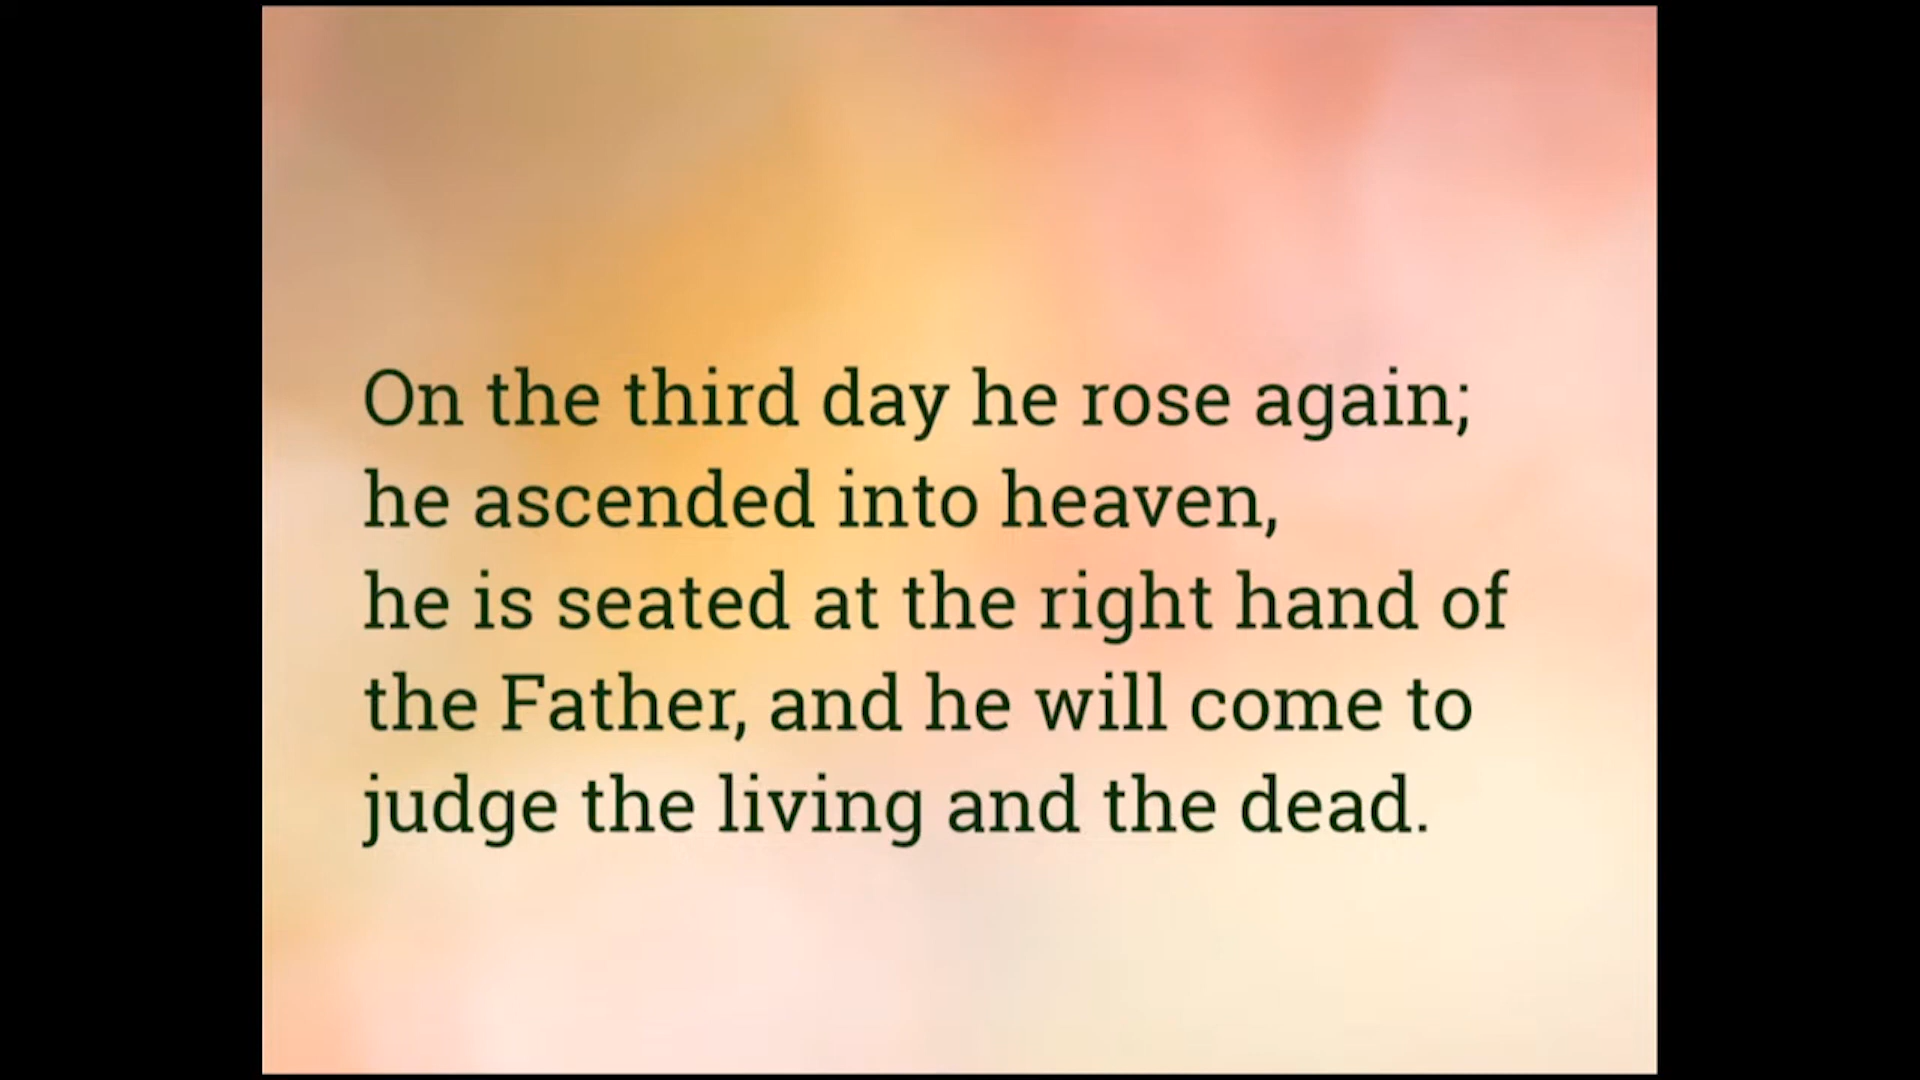 On the third day he rose again;
he ascended into heaven,
he is seated at the right hand of
the Father, and he will come to
judge the living and the dead.